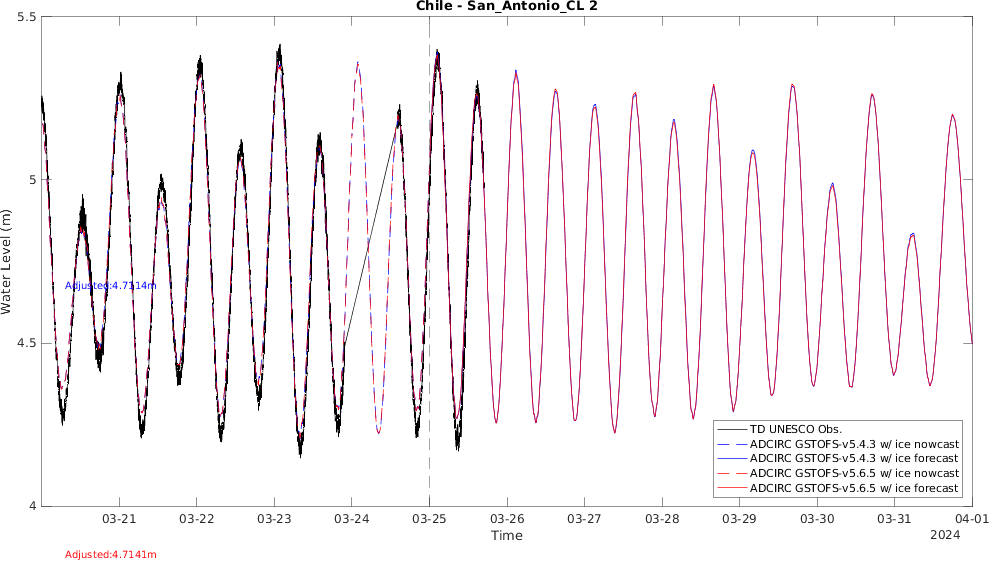 Chile - San_Antonio_CL 2
5.5
5
4.5
4
Water Level (m)
Adjusted:4.7114m
TD UNESCO Obs.
ADCIRC GSTOFS-v5.4.3 w/ ice nowcast
ADCIRC GSTOFS-v5.4.3 w/ ice forecast
ADCIRC GSTOFS-v5.6.5 w/ ice nowcast
ADCIRC GSTOFS-v5.6.5 w/ ice forecast
03-21 03-22 03-23 03-24 03-25 03-26 03-27 03-28 03-29 03-30 03-31 04-01
Time
2024
Adjusted:4.7141m